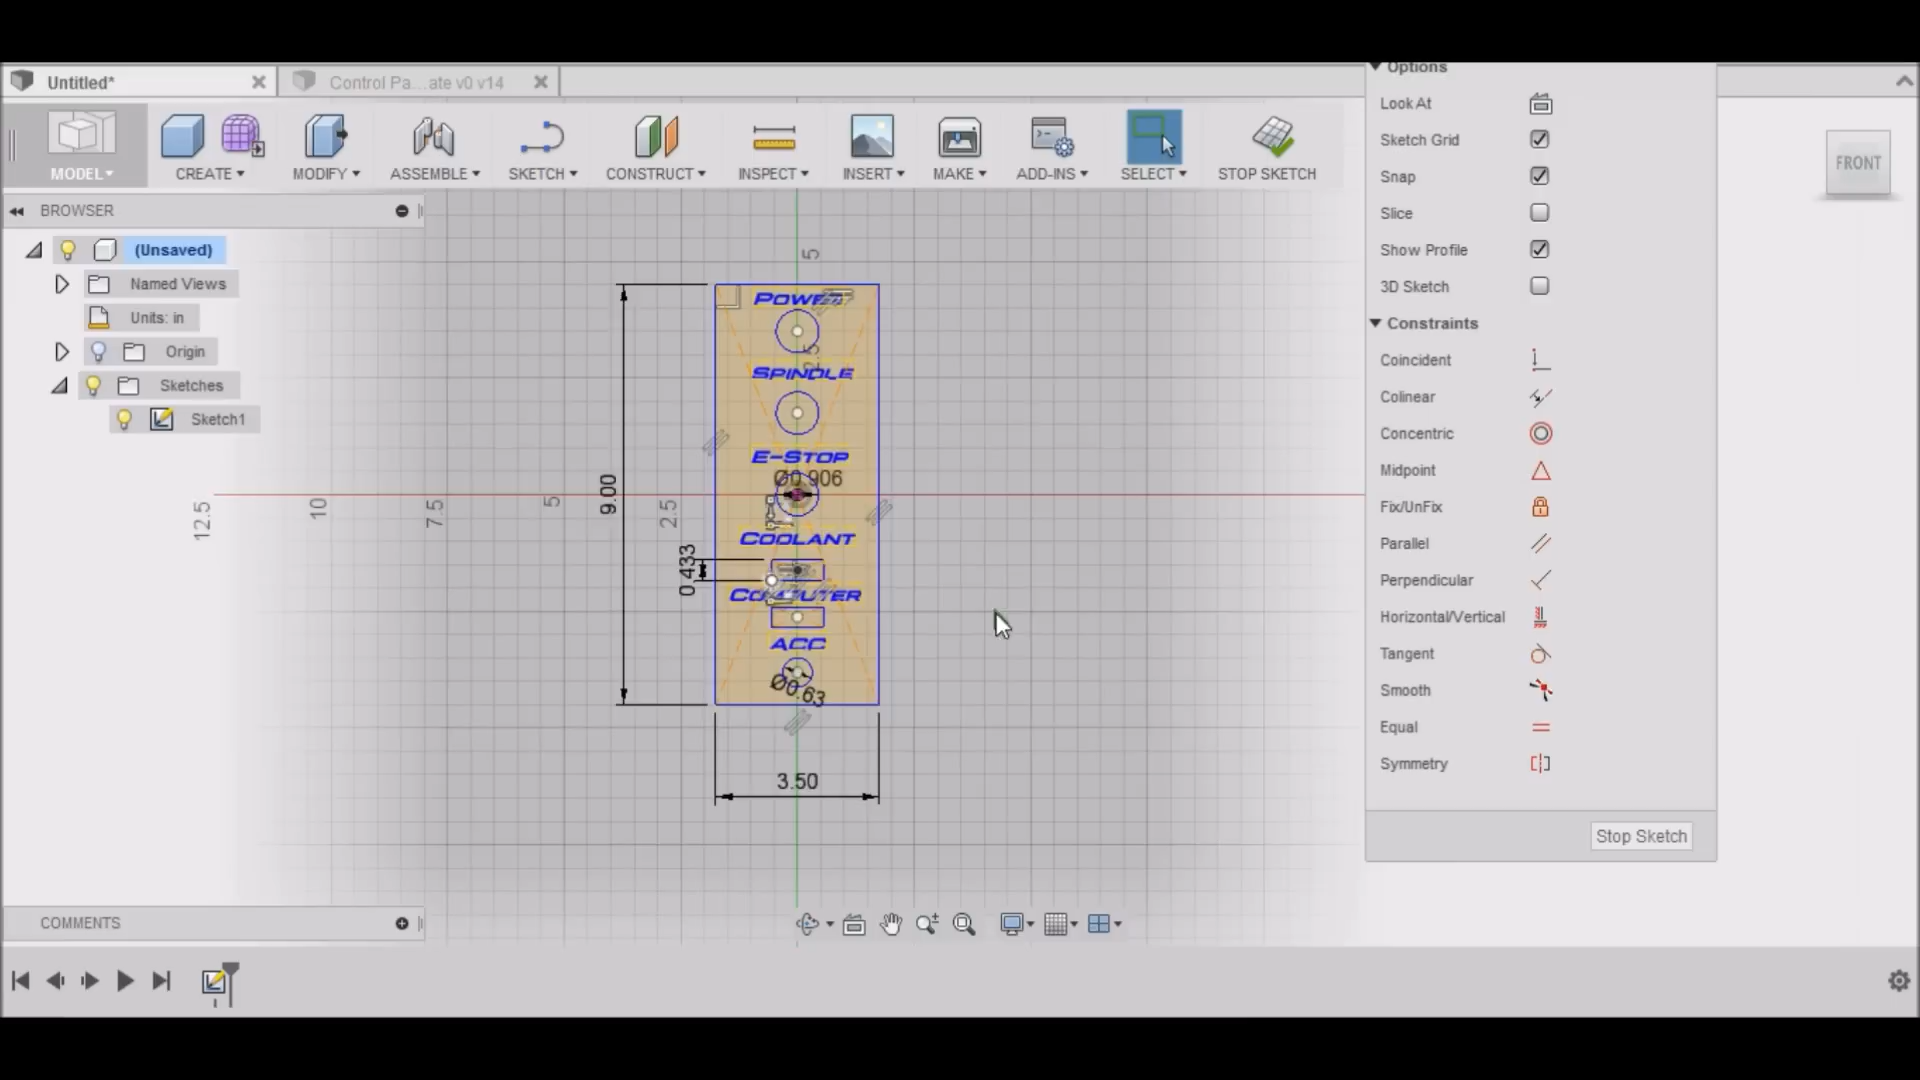 Untitled*
Control Pa...ate v0 v14
MODEL
CREATE
MODIFY
ASSEMBLE
SKETCH
CONSTRUCT
INSPECT
INSERT
MAKE
ADD-INS
SELECT
STOP SKETCH
BROWSER
(Unsaved)
Named Views
Units: in
Origin
Sketches
Sketch1
12.5
10
7.5
5
2.5
5
2.5
9.00
POWER
SPINDLE
E-STOP
Ø0.906
COOLANT
0.433
COMPUTER
ACC
Ø0.63
3.50
Options
Look At
Sketch Grid
Snap
Slice
Show Profile
3D Sketch
Constraints
Coincident
Colinear
Concentric
Midpoint
Fix/UnFix
Parallel
Perpendicular
Horizontal/Vertical
Tangent
Smooth
Equal
Symmetry
Stop Sketch
FRONT
COMMENTS